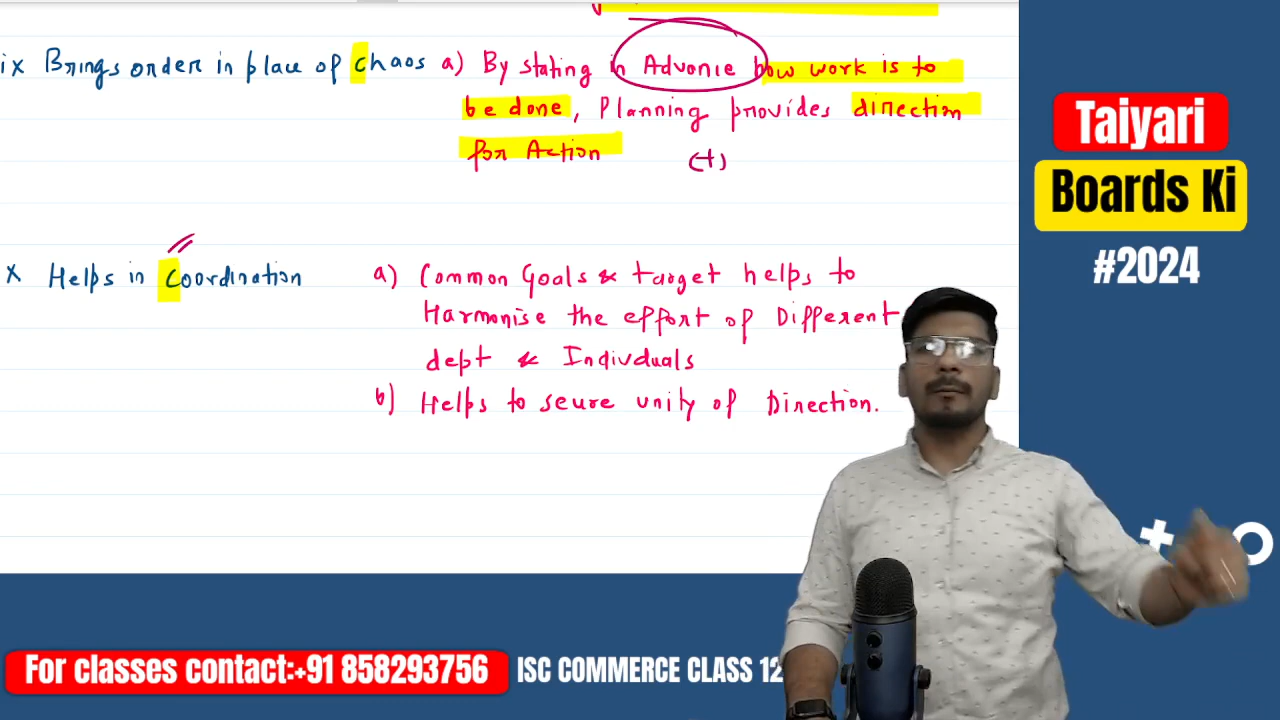 ix Brings order in place of chaos a) By stating in Advance how work is to
be done, Planning provides direction
for Action
(+)
x Helps in Coordination a) Common Goals & target helps to
Harmonise the effort of Different
dept & Indivduals
b) Helps to seure unity of Direction.
Taiyari
Boards Ki
#2024
For classes contact:+91 858293756
ISC COMMERCE CLASS 12